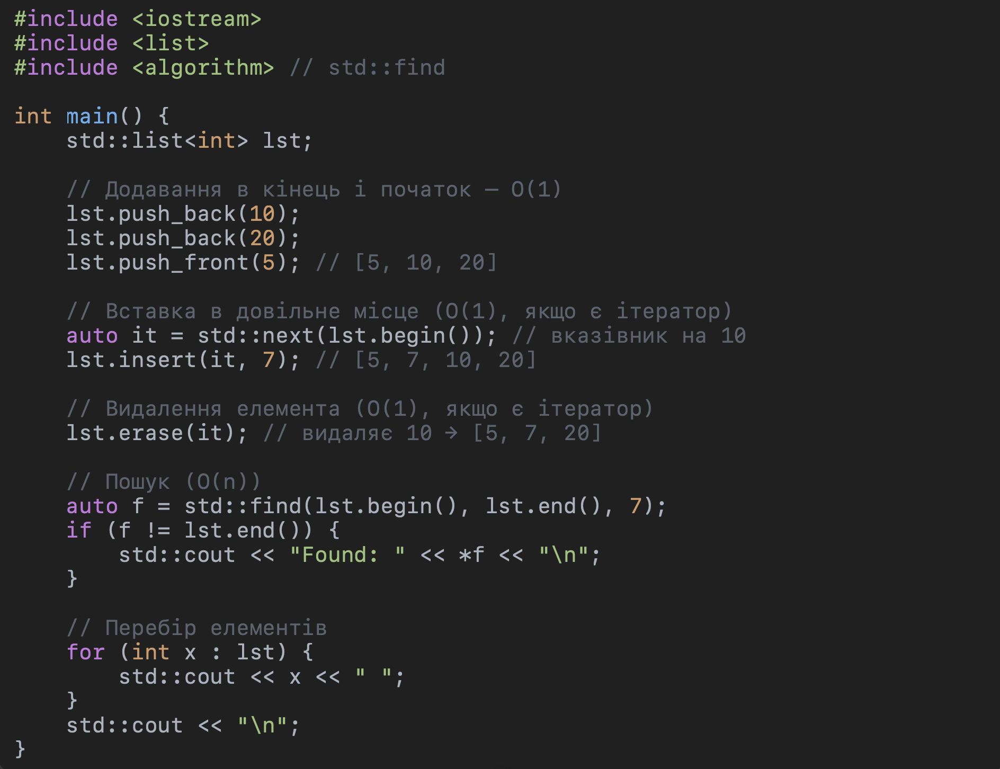 #include <iostream>
#include <list>
#include <algorithm> // std::find
int main() {
    std::list<int> lst;
    // Додавання в кінець і початок — O(1)
    lst.push_back(10);
    lst.push_back(20);
    lst.push_front(5); // [5, 10, 20]
    // Вставка в довільне місце (O(1), якщо є ітератор)
    auto it = std::next(lst.begin()); // вказівник на 10
    lst.insert(it, 7); // [5, 7, 10, 20]
    // Видалення елемента (O(1), якщо є ітератор)
    lst.erase(it); // видаляє 10 → [5, 7, 20]
    // Пошук (O(n))
    auto f = std::find(lst.begin(), lst.end(), 7);
    if (f != lst.end()) {
        std::cout << "Found: " << *f << "\n";
    }
    // Перебір елементів
    for (int x : lst) {
        std::cout << x << " ";
    }
    std::cout << "\n";
}